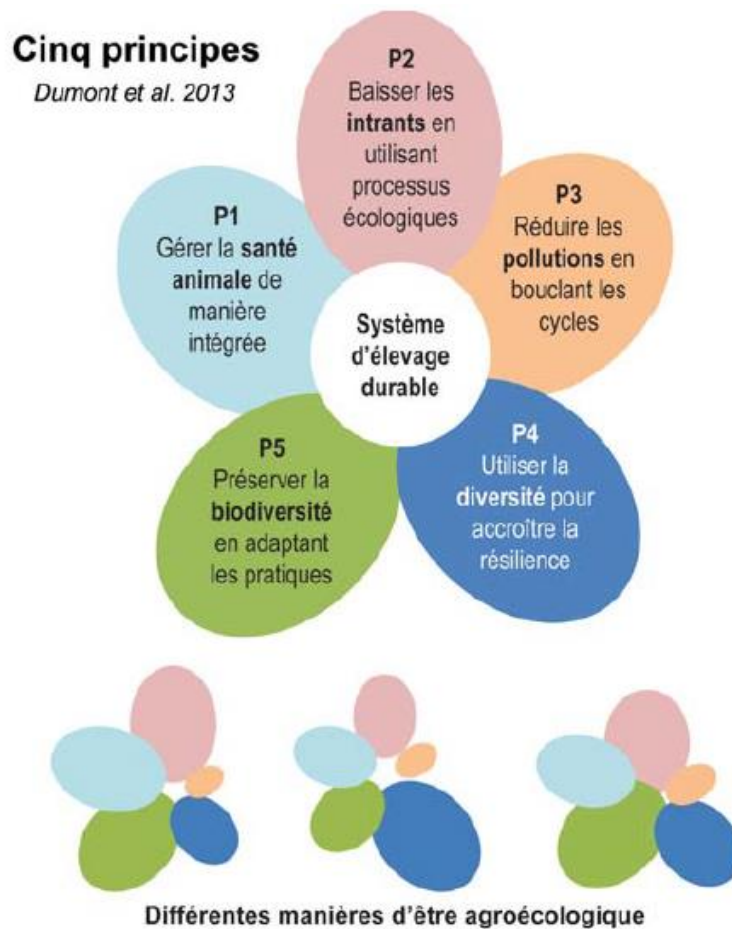 Cinq principes
Dumont et al. 2013
P2
Baisser les
intrants en
utilisant
processus
écologiques
P1
Gérer la santé
animale de
manière
intégrée
P3
Réduire les
pollutions en
bouclant les
cycles
Système
d'élevage
durable
P5
Préserver la
biodiversité
en adaptant
les pratiques
P4
Utiliser la
diversité pour
accroître la
résilience
Différentes manières d'être agroécologique